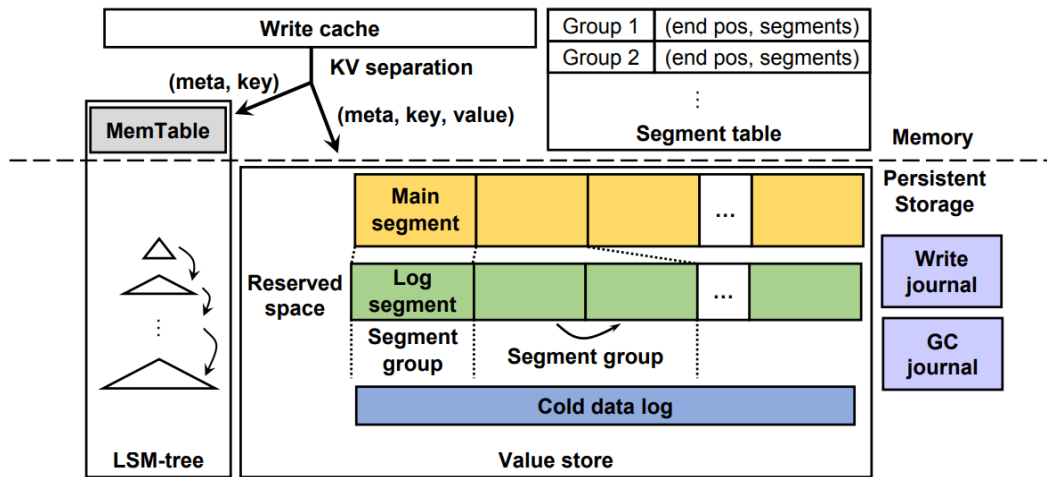 Write cache
Group 1 (end pos, segments)
Group 2 (end pos, segments)
⋮
Segment table
KV separation
(meta, key)
(meta, key, value)
MemTable
Memory
Persistent
Storage
Main
segment
...
Reserved
space
Log
segment
...
Write
journal
GC
journal
⋮
Segment
group
Segment group
Cold data log
LSM-tree
Value store